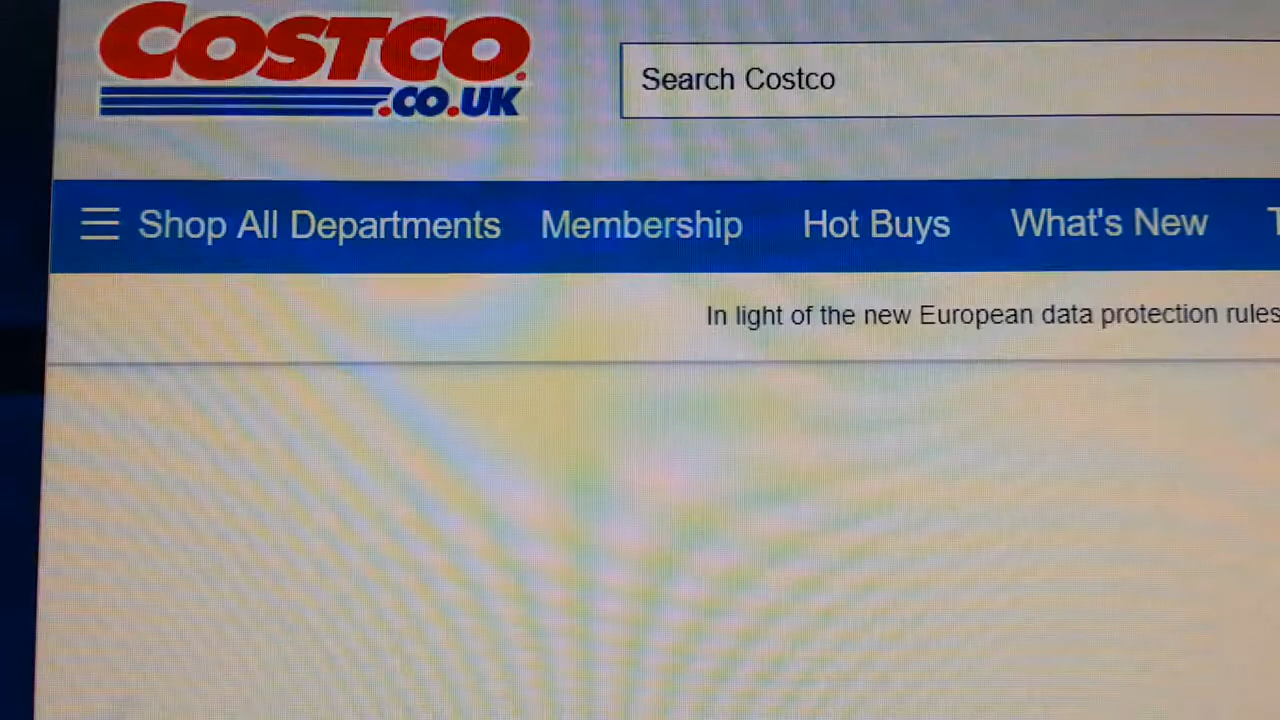 COSTCO.
.CO.UK
Search Costco
Shop All Departments Membership Hot Buys What's New
In light of the new European data protection rules